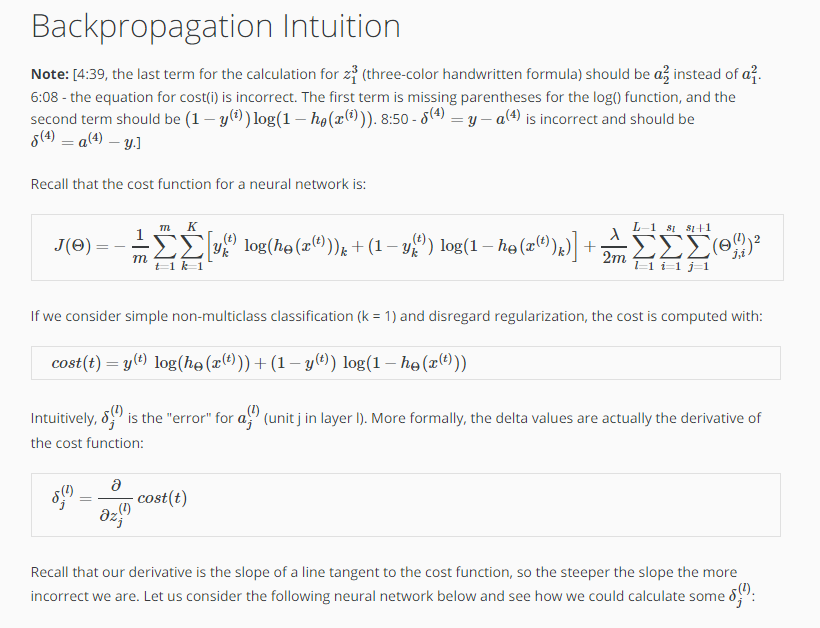 Backpropagation Intuition
Note: [4:39, the last term for the calculation for $z_1^3$ (three-color handwritten formula) should be $a_2^2$ instead of $a_1^2$.
6:08 - the equation for cost(i) is incorrect. The first term is missing parentheses for the log() function, and the
second term should be $(1 - y^{(i)}) \log(1 - h_\theta(x^{(i)}))$. 8:50 - $\delta^{(4)} = y - a^{(4)}$ is incorrect and should be
$\delta^{(4)} = a^{(4)} - y$.]
Recall that the cost function for a neural network is:
$J(\Theta) = -\frac{1}{m} \sum_{t=1}^{m} \sum_{k=1}^{K} \left[ y_k^{(t)} \log(h_\Theta(x^{(t)}))_k + (1 - y_k^{(t)}) \log(1 - h_\Theta(x^{(t)})_k) \right] + \frac{\lambda}{2m} \sum_{l=1}^{L-1} \sum_{i=1}^{s_l} \sum_{j=1}^{s_l+1} (\Theta_{j,i}^{(l)})^2$
If we consider simple non-multiclass classification (k = 1) and disregard regularization, the cost is computed with:
$cost(t) = y^{(t)} \log(h_\Theta(x^{(t)})) + (1 - y^{(t)}) \log(1 - h_\Theta(x^{(t)}))$
Intuitively, $\delta_j^{(l)}$ is the "error" for $a_j^{(l)}$ (unit j in layer l). More formally, the delta values are actually the derivative of
the cost function:
$\delta_j^{(l)} = \frac{\partial}{\partial z_j^{(l)}} cost(t)$
Recall that our derivative is the slope of a line tangent to the cost function, so the steeper the slope the more
incorrect we are. Let us consider the following neural network below and see how we could calculate some $\delta_j^{(l)}$: